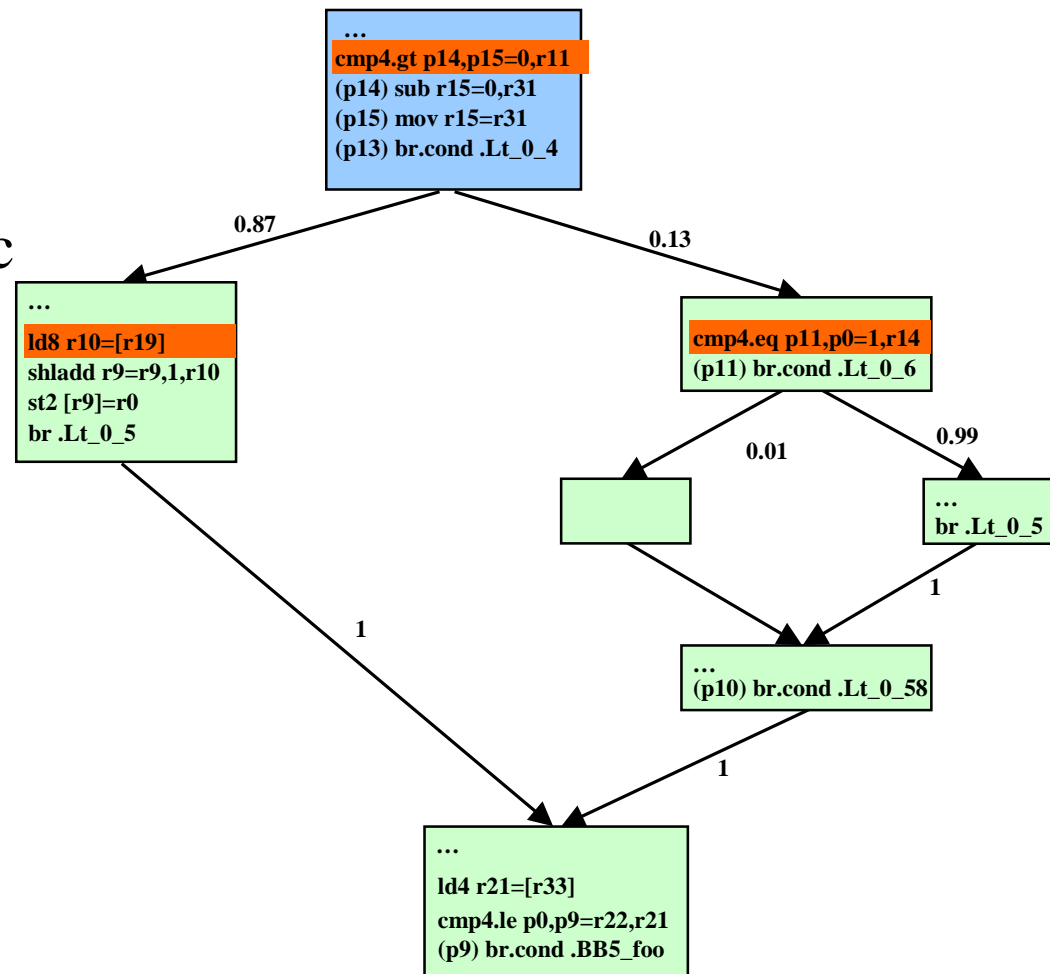 …
cmp4.gt p14,p15=0,r11
(p14) sub r15=0,r31
(p15) mov r15=r31
(p13) br.cond .Lt_0_4
0.87
0.13
c
…
ld8 r10=[r19]
shladd r9=r9,1,r10
st2 [r9]=r0
br .Lt_0_5
cmp4.eq p11,p0=1,r14
(p11) br.cond .Lt_0_6
0.01
0.99
…
br .Lt_0_5
1
1
…
(p10) br.cond .Lt_0_58
1
…
ld4 r21=[r33]
cmp4.le p0,p9=r22,r21
(p9) br.cond .BB5_foo